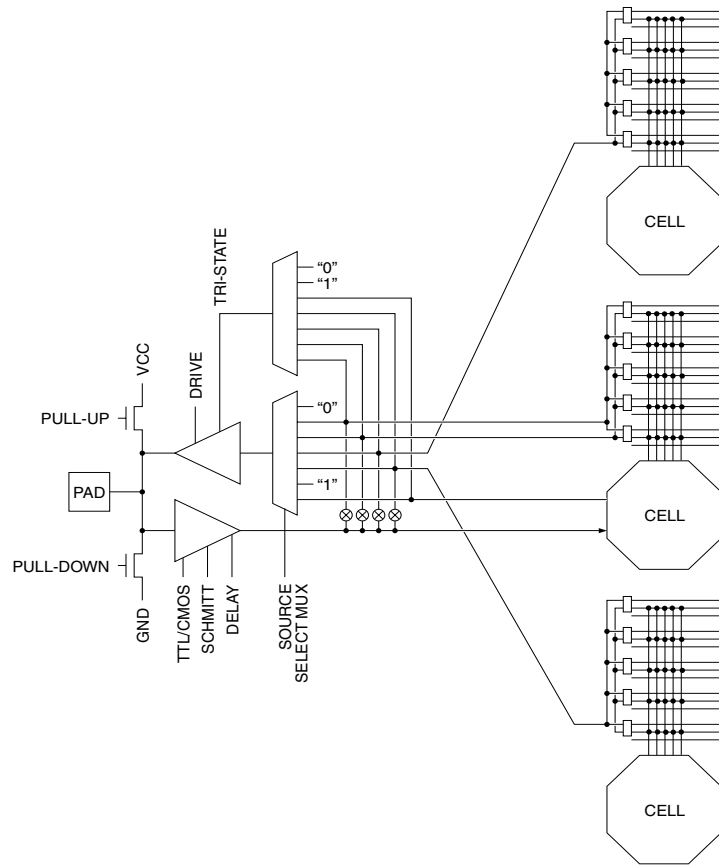 CELL
"0"
"1"
TRI-STATE
VCC
DRIVE
"0"
PULL-UP
PAD
"1"
CELL
PULL-DOWN
GND
TTL/CMOS
SCHMITT
DELAY
SOURCE
SELECT MUX
CELL